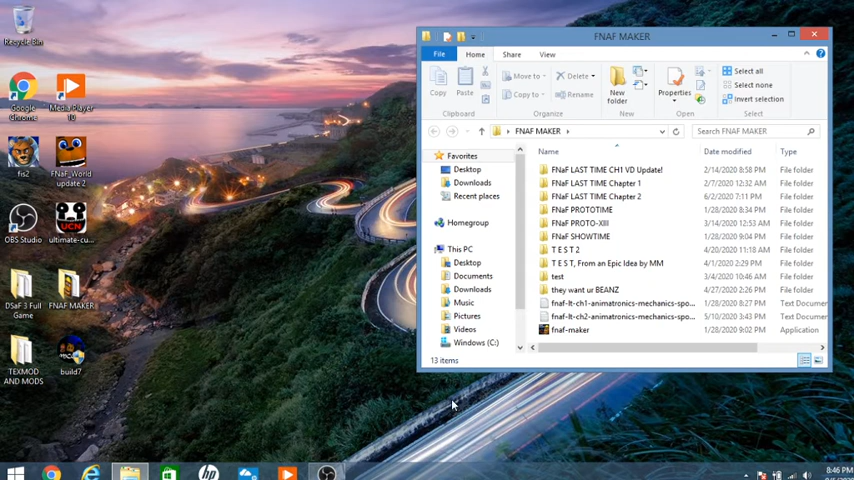 Recycle Bin
Google
Chrome
Media Player
10
fis2
FNaF_World
update 2
OBS Studio
ultimate-cu...
UCN
DSaF 3 Full
Game
FNAF MAKER
TEXMOD
AND MODS
build7
FNAF MAKER
File
Home
Share
View
Copy
Paste
Clipboard
Move to
Copy to
Delete
Rename
Organize
New
folder
New
Properties
Open
Select all
Select none
Invert selection
FNAF MAKER
Search FNAF MAKER
Favorites
Desktop
Downloads
Recent places
Homegroup
This PC
Desktop
Documents
Downloads
Music
Pictures
Videos
Windows (C:)
Name
Date modified
Type
FNaF LAST TIME CH1 VD Update!
2/14/2020 8:58 PM
File folder
FNaF LAST TIME Chapter 1
2/7/2020 12:32 AM
File folder
FNaF LAST TIME Chapter 2
6/2/2020 7:11 PM
File folder
FNaF PROTOTIME
1/28/2020 8:34 PM
File folder
FNaF PROTO-XIII
3/14/2020 12:53 AM
File folder
FNaF SHOWTIME
1/28/2020 9:04 PM
File folder
T E S T 2
4/20/2020 11:18 AM
File folder
T E S T, From an Epic Idea by MM
4/1/2020 2:29 PM
File folder
test
3/4/2020 10:46 AM
File folder
they want ur BEANZ
4/27/2020 2:26 PM
File folder
fnaf-lt-ch1-animatronics-mechanics-spo...
1/28/2020 8:27 PM
Text Documen
fnaf-lt-ch2-animatronics-mechanics-spo...
5/10/2020 3:43 PM
Text Documen
fnaf-maker
1/28/2020 9:02 PM
Application
13 items
hp
8:46 PM